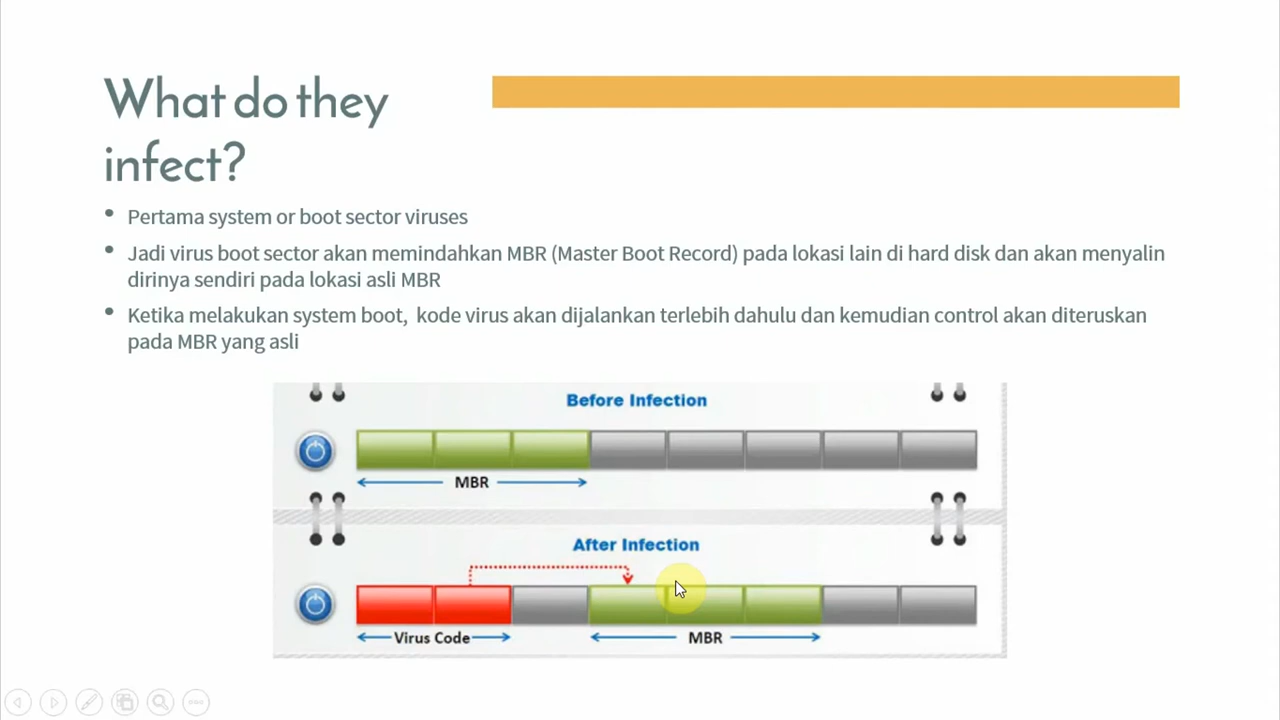 What do they
infect?
• Pertama system or boot sector viruses
• Jadi virus boot sector akan memindahkan MBR (Master Boot Record) pada lokasi lain di hard disk dan akan menyalin
dirinya sendiri pada lokasi asli MBR
• Ketika melakukan system boot, kode virus akan dijalankan terlebih dahulu dan kemudian control akan diteruskan
pada MBR yang asli
Before Infection
MBR
After Infection
Virus Code
MBR